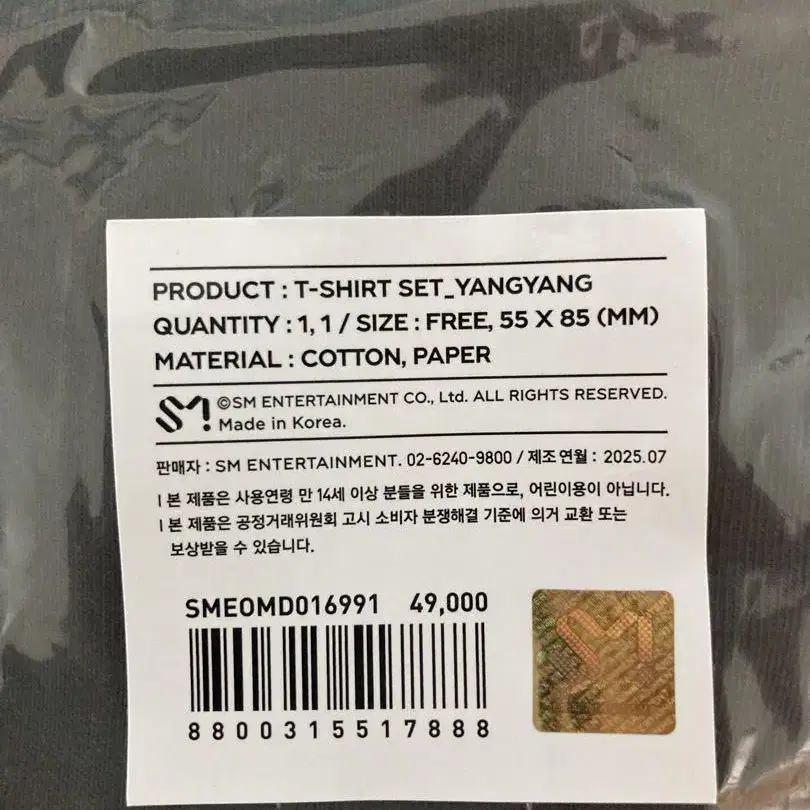 PRODUCT : T-SHIRT SET_YANGYANG
QUANTITY : 1, 1 / SIZE : FREE, 55 X 85 (MM)
MATERIAL : COTTON, PAPER
SM! ©SM ENTERTAINMENT CO., Ltd. ALL RIGHTS RESERVED.
Made in Korea.
판매자 : SM ENTERTAINMENT. 02-6240-9800 / 제조연월 : 2025.07
l 본 제품은 사용연령 만 14세 이상 분들을 위한 제품으로, 어린이용이 아닙니다.
l 본 제품은 공정거래위원회 고시 소비자 분쟁해결 기준에 의거 교환 또는
보상받을 수 있습니다.
SMEOMD016991 49,000
8800315517888
SM!